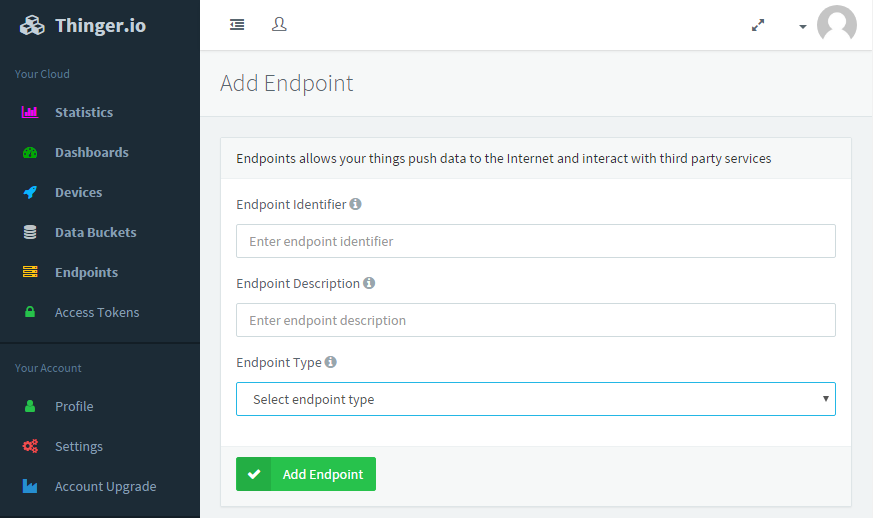 Thinger.io
Your Cloud
Statistics
Dashboards
Devices
Data Buckets
Endpoints
Access Tokens
Your Account
Profile
Settings
Account Upgrade
Add Endpoint
Endpoints allows your things push data to the Internet and interact with third party services
Endpoint Identifier
Enter endpoint identifier
Endpoint Description
Enter endpoint description
Endpoint Type
Select endpoint type
Add Endpoint